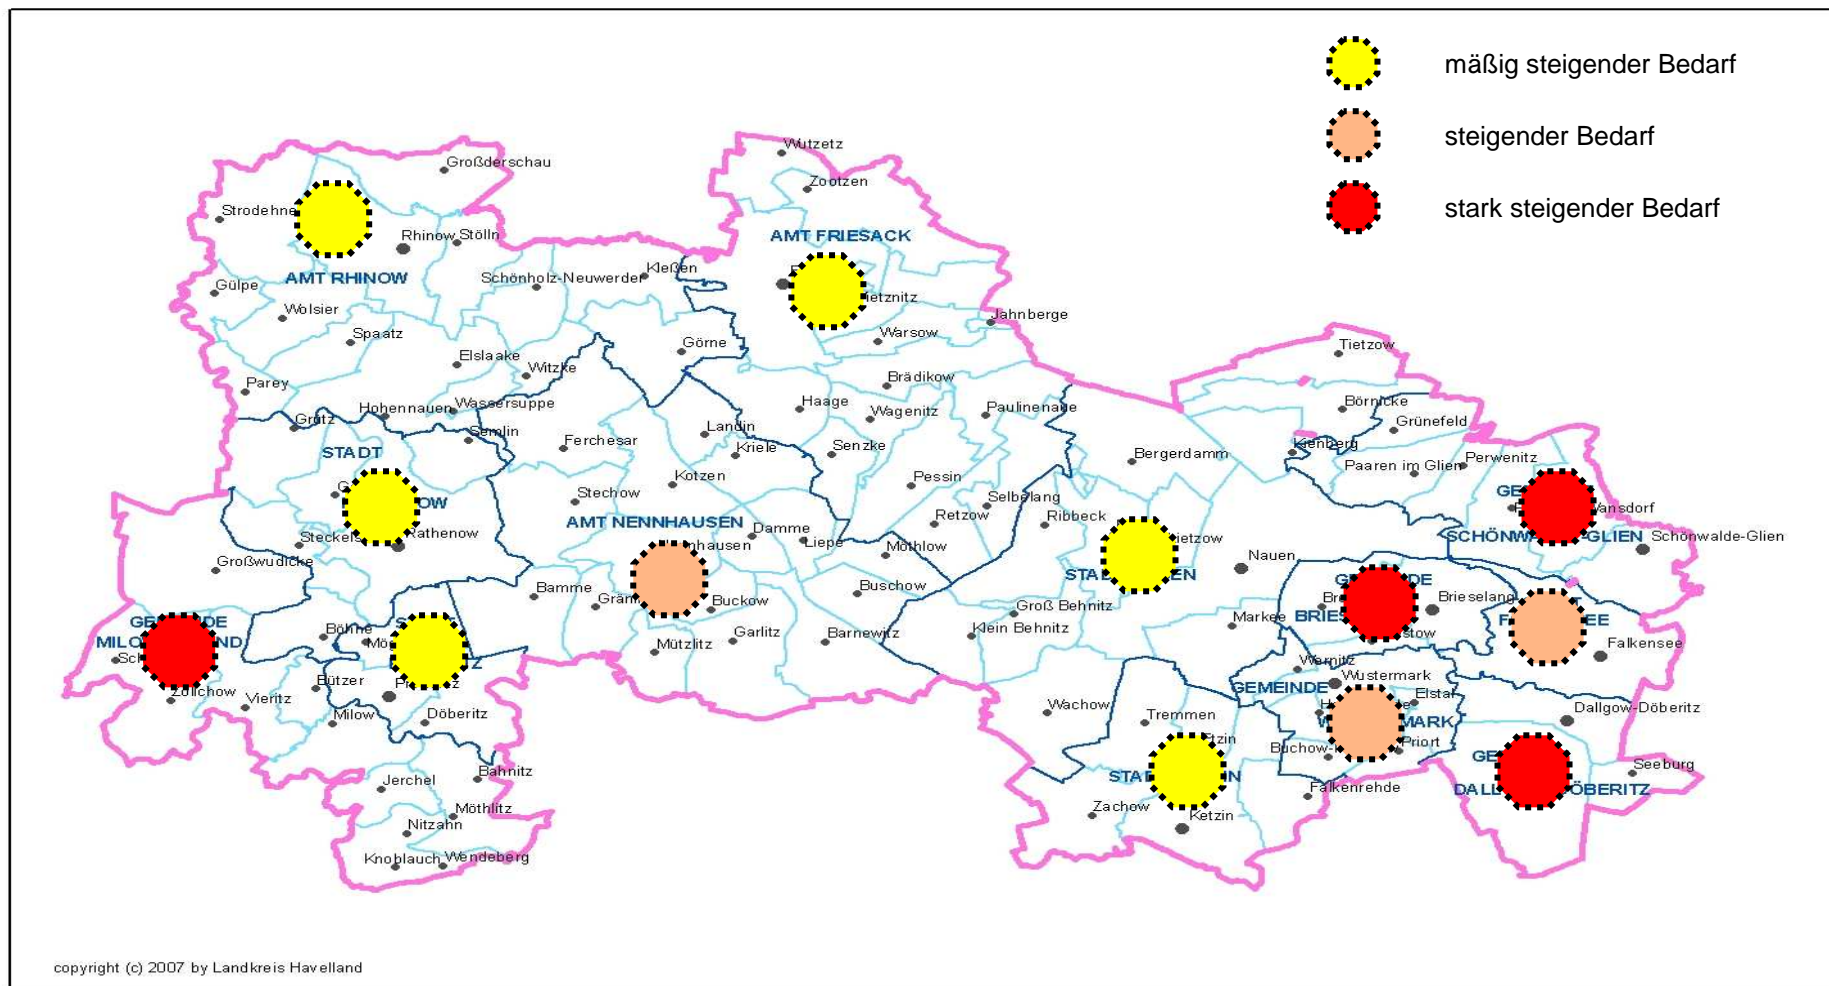 mäßig steigender Bedarf
steigender Bedarf
stark steigender Bedarf
Wutzetz
Großderschau
Zootzen
Strodehne
Rhinow
Stölln
AMT FRIESACK
AMT RHINOW
Kleßen
Schönholz-Neuwerder
Gülpe
Wolsier
Jahnberge
Spaatz
Warsow
Görne
Tietzow
Elslaake
Witzke
Parey
Brädikow
Hohennauen
Wassersuppe
Haage
Wagenitz
Paulinenaue
Börnicke
Grünefeld
Grütz
Semlin
Landin
Kienberg
STADT
Ferchesar
Kriele
Senzke
Bergerdamm
Paaren im Glien
Perwenitz
Kotzen
Pessin
Stechow
Selbelang
AMT NENNHAUSEN
Damme
Retzow
Ribbeck
Wansdorf
Rathenow
Liepe
Möthlow
Nauen
Schönwalde-Glien
Großwudicke
Bamme
Buschow
Buckow
Groß Behnitz
Brieselang
Markee
Böhne
Garlitz
Barnewitz
Klein Behnitz
Mützlitz
Falkensee
Wernitz
Zollchow
Vieritz
Bützer
GEMEINDE
Wustermark
Elstal
Milow
Döberitz
Wachow
Tremmen
Dallgow-Döberitz
Priort
Bahnitz
Seeburg
Jerchel
Falkenrehde
Möthlitz
Zachow
Ketzin
Nitzahn
Knoblauch
Wendeberg
copyright (c) 2007 by Landkreis Havelland